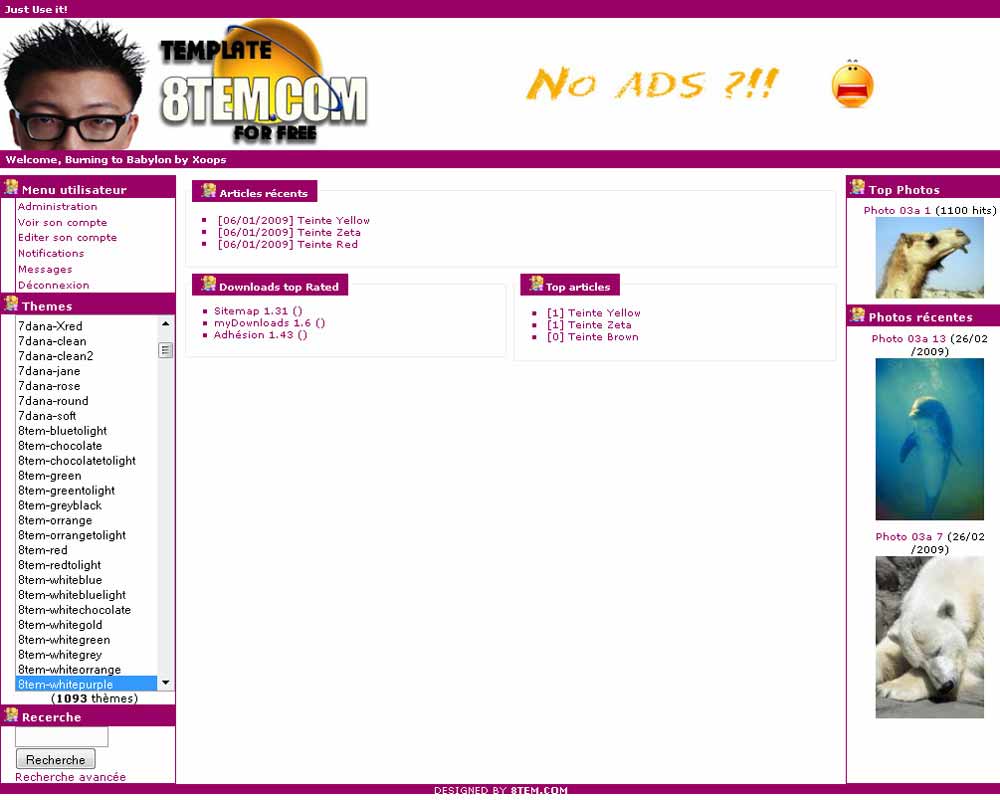 Just Use it!
TEMPLATE
8TEM.COM
FOR FREE
No ADS ?!!
Welcome, Burning to Babylon by Xoops
Menu utilisateur
Administration
Voir son compte
Editer son compte
Notifications
Messages
Déconnexion
Themes
7dana-Xred
7dana-clean
7dana-clean2
7dana-jane
7dana-rose
7dana-round
7dana-soft
8tem-bluetolight
8tem-chocolate
8tem-chocolatetolight
8tem-green
8tem-greentolight
8tem-greyblack
8tem-orrange
8tem-orrangetolight
8tem-red
8tem-redtolight
8tem-whiteblue
8tem-whitebluelight
8tem-whitechocolate
8tem-whitegold
8tem-whitegreen
8tem-whitegrey
8tem-whiteorrange
8tem-whitepurple
(1093 thèmes)
Recerche
Recherche
Recherche avancée
Articles récents
[06/01/2009] Teinte Yellow
[06/01/2009] Teinte Zeta
[06/01/2009] Teinte Red
Downloads top Rated
Sitemap 1.31 ()
myDownloads 1.6 ()
Adhésion 1.43 ()
Top articles
[1] Teinte Yellow
[1] Teinte Zeta
[0] Teinte Brown
Top Photos
Photo 03a 1 (1100 hits)
Photos récentes
Photo 03a 13 (26/02
/2009)
Photo 03a 7 (26/02
/2009)
DESIGNED BY 8TEM.COM